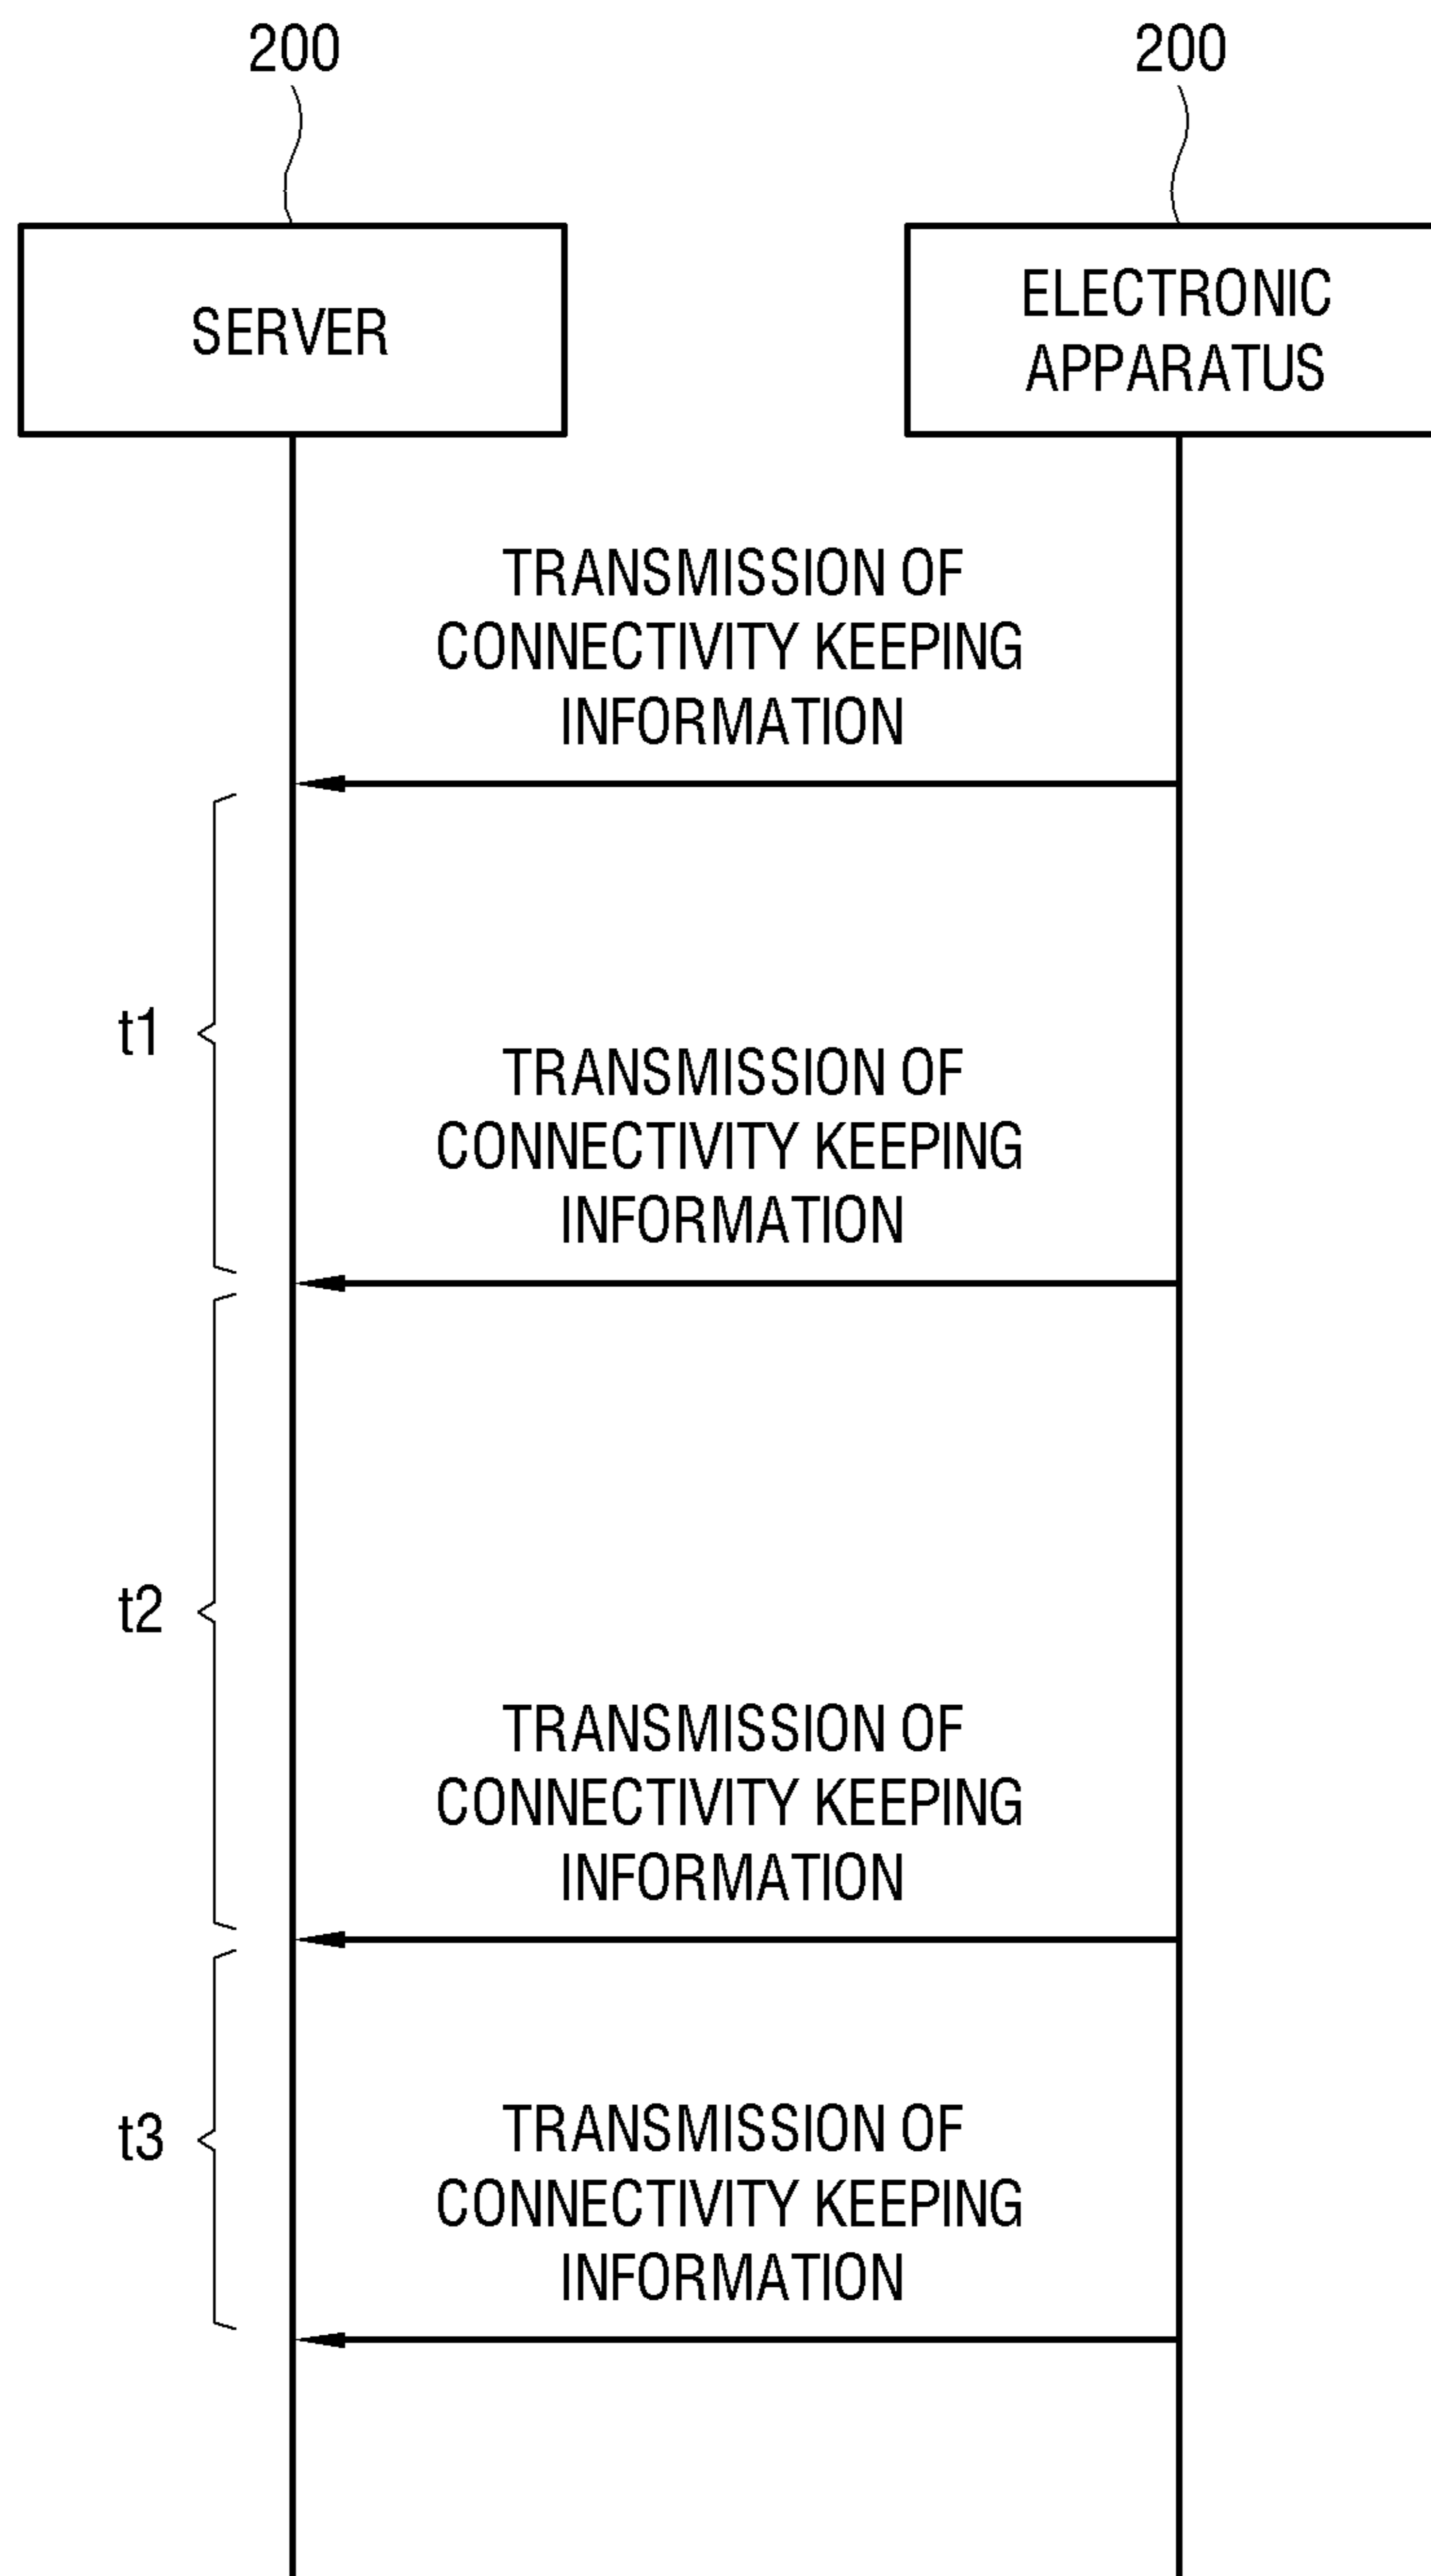 200
200
SERVER
ELECTRONIC
APPARATUS
TRANSMISSION OF
CONNECTIVITY KEEPING
INFORMATION
t1
TRANSMISSION OF
CONNECTIVITY KEEPING
INFORMATION
t2
TRANSMISSION OF
CONNECTIVITY KEEPING
INFORMATION
t3
TRANSMISSION OF
CONNECTIVITY KEEPING
INFORMATION